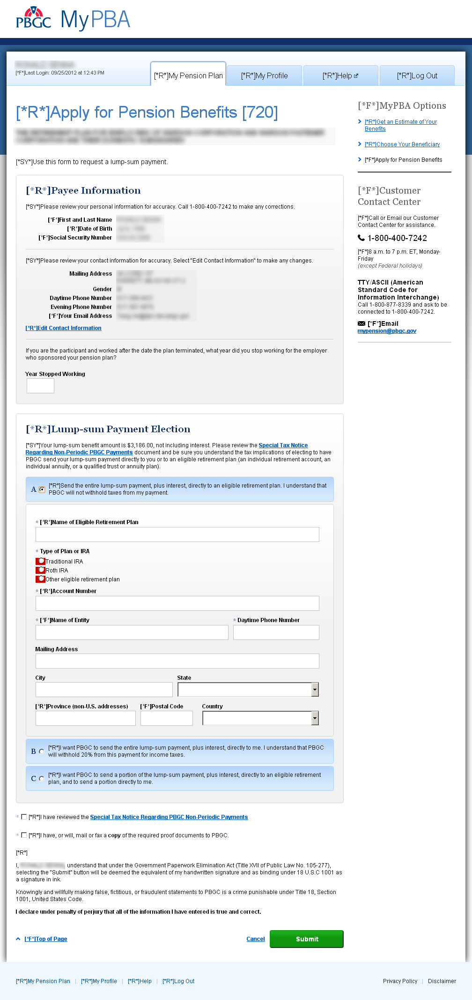 PBGC MyPBA
[*F*]Last Login: 09/25/2012 at 12:43 PM
[*R*]My Pension Plan
[*R*]My Profile
[*R*]Help
[*R*]Log Out
[*R*]Apply for Pension Benefits [720]
[*SY*]Use this form to request a lump-sum payment.
[*R*]Payee Information
[*SY*]Please review your personal information for accuracy. Call 1-800-400-7242 to make any corrections.
[*F*]First and Last Name
[*R*]Date of Birth
[*F*]Social Security Number
[*SY*]Please review your contact information for accuracy. Select "Edit Contact Information" to make any changes.
Mailing Address
Gender
Daytime Phone Number
Evening Phone Number
[*F*]Your Email Address
[*R*]Edit Contact Information
If you are the participant and worked after the date the plan terminated, what year did you stop working for the employer
who sponsored your pension plan?
Year Stopped Working
[*R*]Lump-sum Payment Election
[*SY*]Your lump-sum benefit amount is $3,186.00, not including interest. Please review the Special Tax Notice
Regarding Non-Periodic PBGC Payments document and be sure you understand the tax implications of electing to have
PBGC send your lump-sum payment directly to you or to an eligible retirement plan (an individual retirement account, an
individual annuity, or a qualified trust or annuity plan).
A [*R*]Send the entire lump-sum payment, plus interest, directly to an eligible retirement plan. I understand that
PBGC will not withhold taxes from my payment.
* [*R*]Name of Eligible Retirement Plan
* Type of Plan or IRA
Traditional IRA
Roth IRA
Other eligible retirement plan
* [*R*]Account Number
* [*F*]Name of Entity
* Daytime Phone Number
Mailing Address
City
State
[*R*]Province (non-U.S. addresses)
[*F*]Postal Code
Country
B [*R*]I want PBGC to send the entire lump-sum payment, plus interest, directly to me. I understand that PBGC
will withhold 20% from this payment for income taxes.
C [*R*]I want PBGC to send a portion of the lump-sum payment, plus interest, directly to an eligible retirement
plan, and to send a portion directly to me.
* [*R*]I have reviewed the Special Tax Notice Regarding PBGC Non-Periodic Payments
* [*R*]I have, or will, mail or fax a copy of the required proof documents to PBGC.
[*R*]
I, understand that under the Government Paperwork Elimination Act (Title XVII of Public Law No. 105-277),
selecting the "Submit" button will be deemed the equivalent of my handwritten signature and as binding under 18 U.S.C 1001 as
a signature in ink.
Knowingly and willfully making false, fictitious, or fraudulent statements to PBGC is a crime punishable under Title 18, Section
1001, United States Code.
I declare under penalty of perjury that all of the information I have entered is true and correct.
[*F*]Top of Page
Cancel
Submit
[*F*]MyPBA Options
[*R*]Get an Estimate of Your
Benefits
[*R*]Choose Your Beneficiary
[*F*]Apply for Pension Benefits
[*F*]Customer
Contact Center
[*F*]Call or Email our Customer
Contact Center for assistance.
1-800-400-7242
[*F*]8 a.m. to 7 p.m. ET, Monday-
Friday
(except Federal holidays)
TTY/ASCII (American
Standard Code for
Information Interchange)
Call 1-800-877-8339 and ask to be
connected to 1-800-400-7242.
[*F*]Email
mypension@pbgc.gov
[*R*]My Pension Plan | [*R*]My Profile | [*R*]Help | [*R*]Log Out
Privacy Policy | Disclaimer